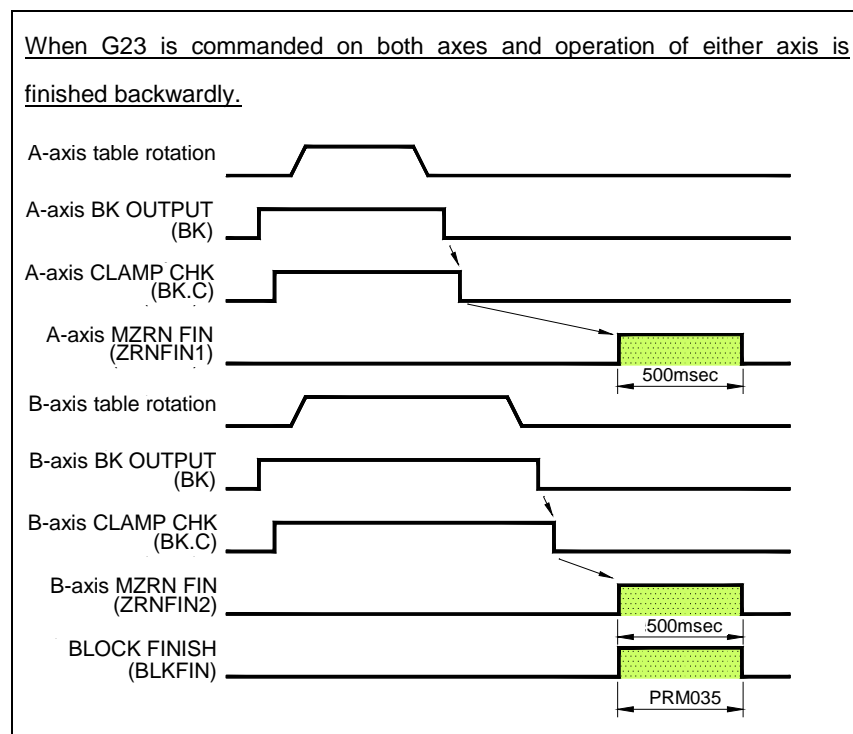 When G23 is commanded on both axes and operation of either axis is
finished backwardly.
A-axis table rotation
A-axis BK OUTPUT
(BK)
A-axis CLAMP CHK
(BK.C)
A-axis MZRN FIN
(ZRNFIN1)
500msec
B-axis table rotation
B-axis BK OUTPUT
(BK)
B-axis CLAMP CHK
(BK.C)
B-axis MZRN FIN
(ZRNFIN2)
500msec
BLOCK FINISH
(BLKFIN)
PRM035